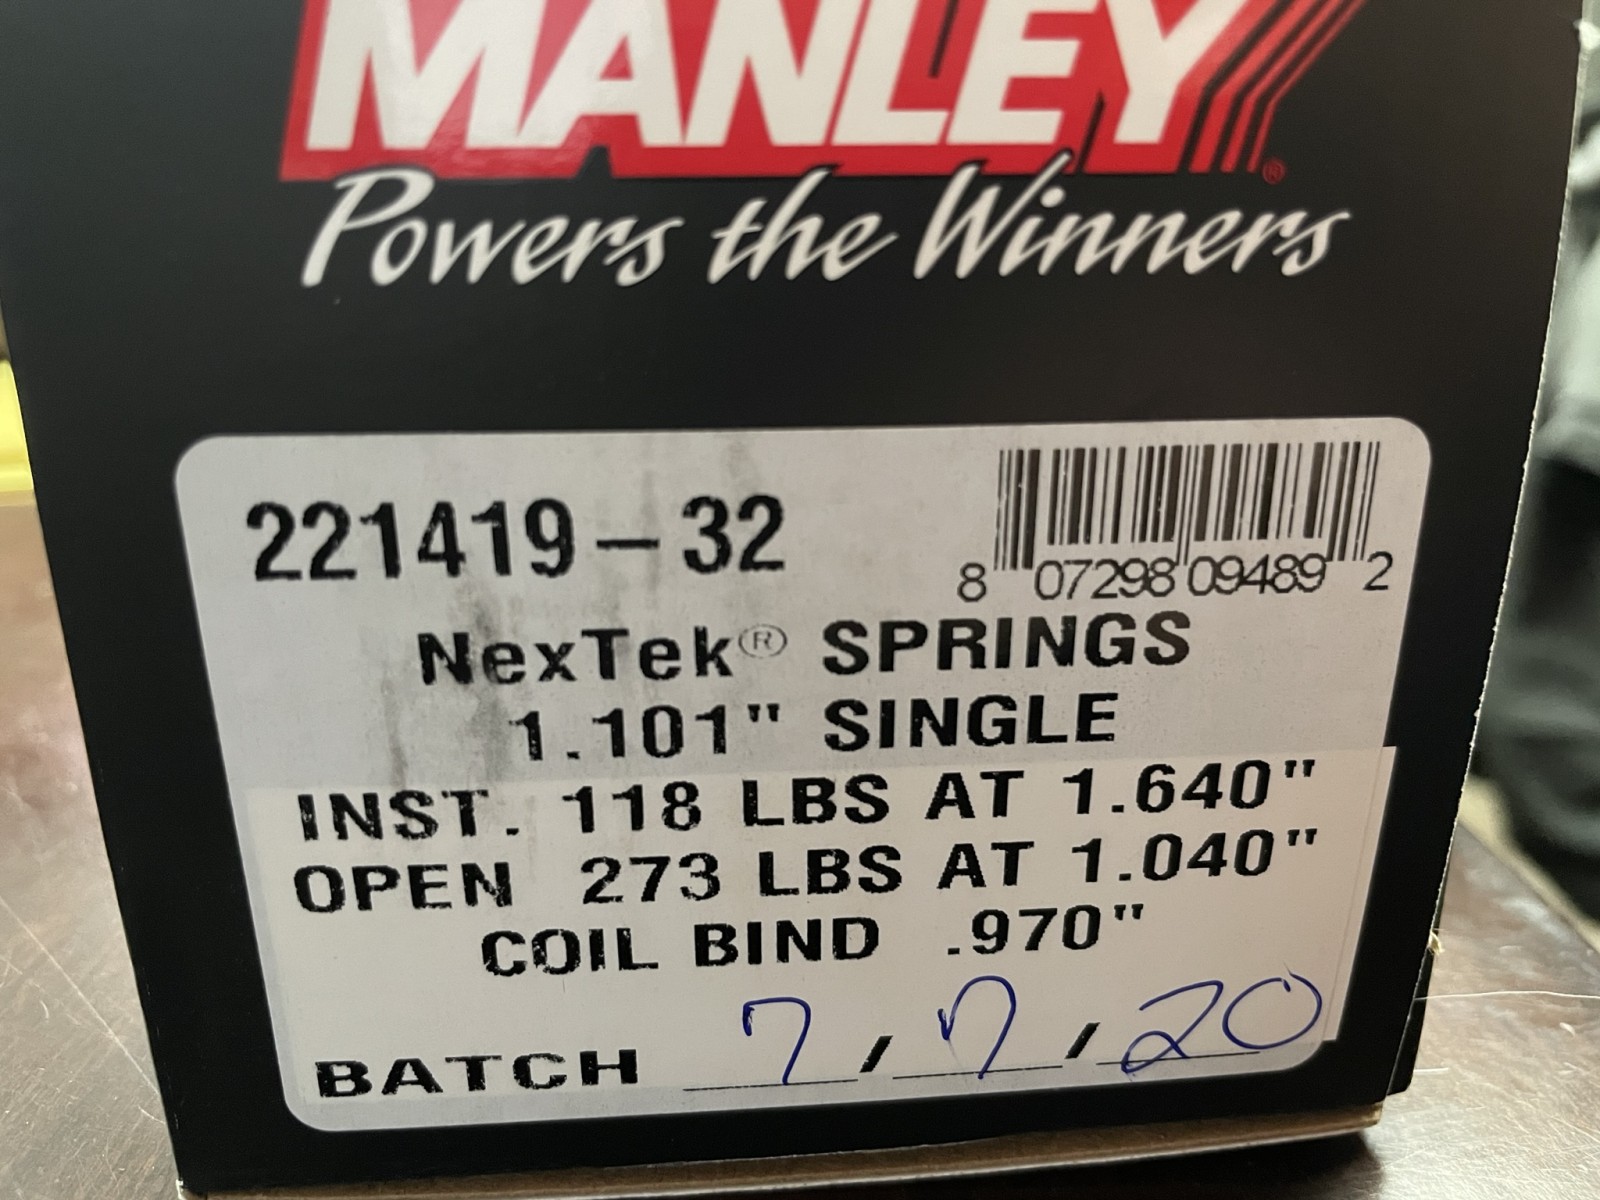 MANLEY®
Powers the Winners
221419-32
8 07298 09489 2
NexTek® SPRINGS
1.101" SINGLE
INST. 118 LBS AT 1.640"
OPEN 273 LBS AT 1.040"
COIL BIND .970"
BATCH 7/7/20